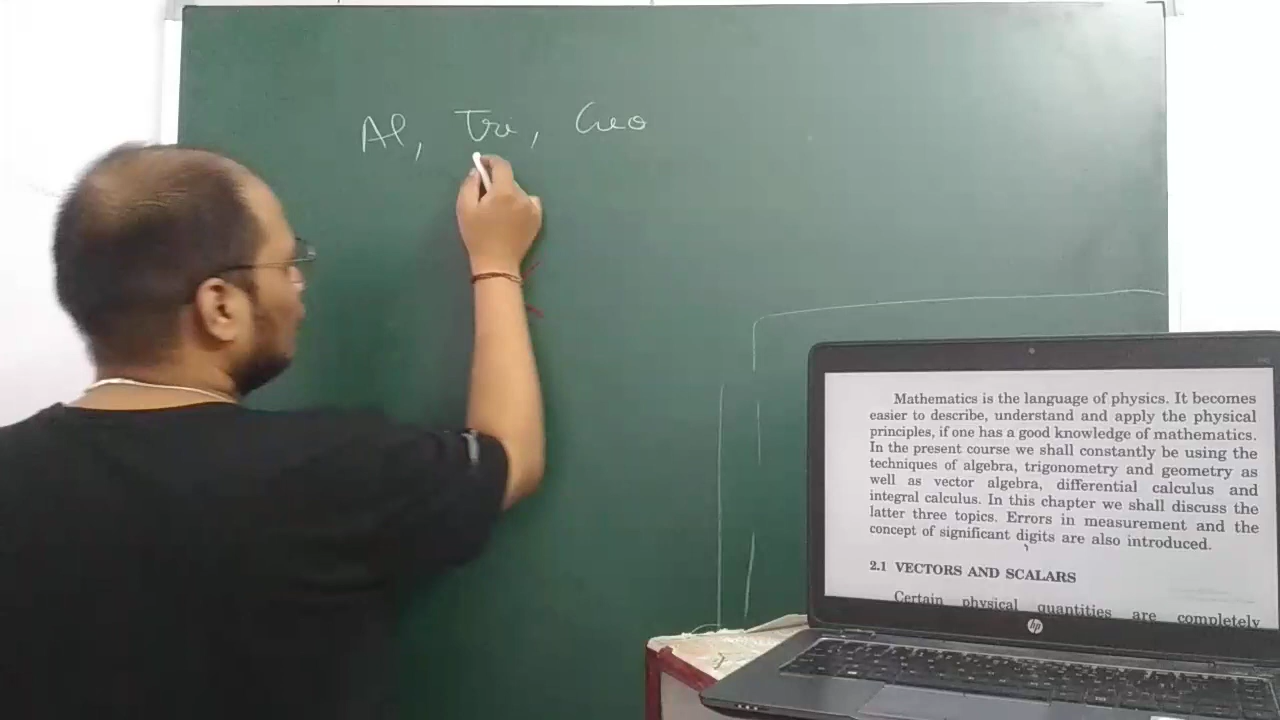 Al, Tri, Geo
Mathematics is the language of physics. It becomes
easier to describe, understand and apply the physical
principles, if one has a good knowledge of mathematics.
In the present course we shall constantly be using the
techniques of algebra, trigonometry and geometry as
well as vector algebra, differential calculus and
integral calculus. In this chapter we shall discuss the
latter three topics. Errors in measurement and the
concept of significant digits are also introduced.
2.1 VECTORS AND SCALARS
Certain physical quantities are completely
hp